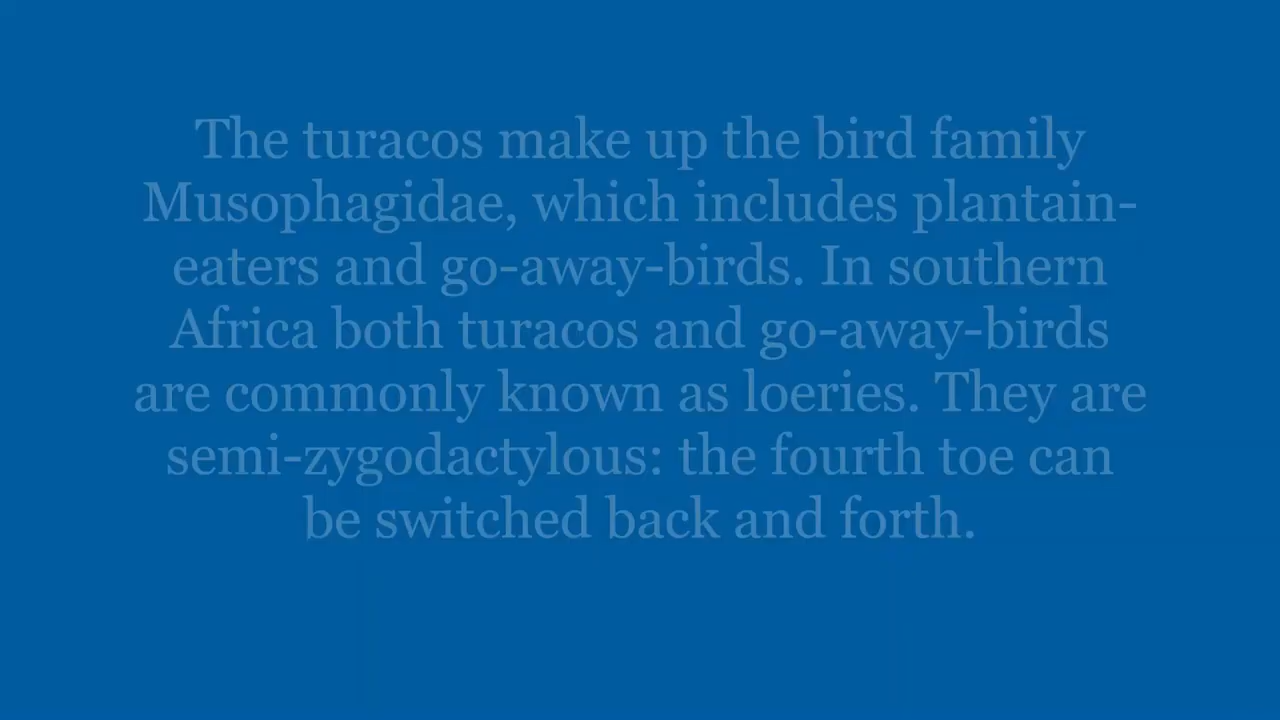 The turacos make up the bird family
Musophagidae, which includes plantain-
eaters and go-away-birds. In southern
Africa both turacos and go-away-birds
are commonly known as loeries. They are
semi-zygodactylous: the fourth toe can
be switched back and forth.